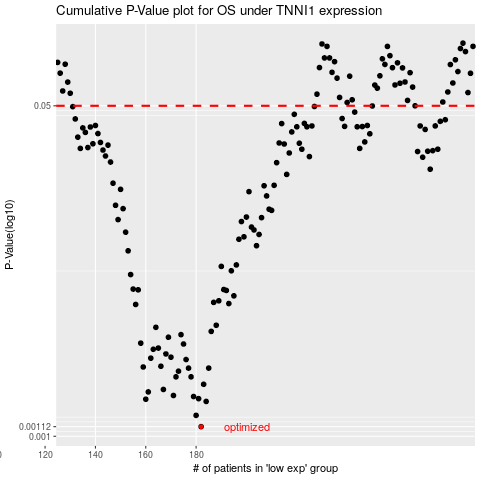 Cumulative P-Value plot for OS under TNNI1 expression
P-Value(log10)
0.05
0.00112
0.001
optimized
0
120
140
160
180
# of patients in 'low exp' group